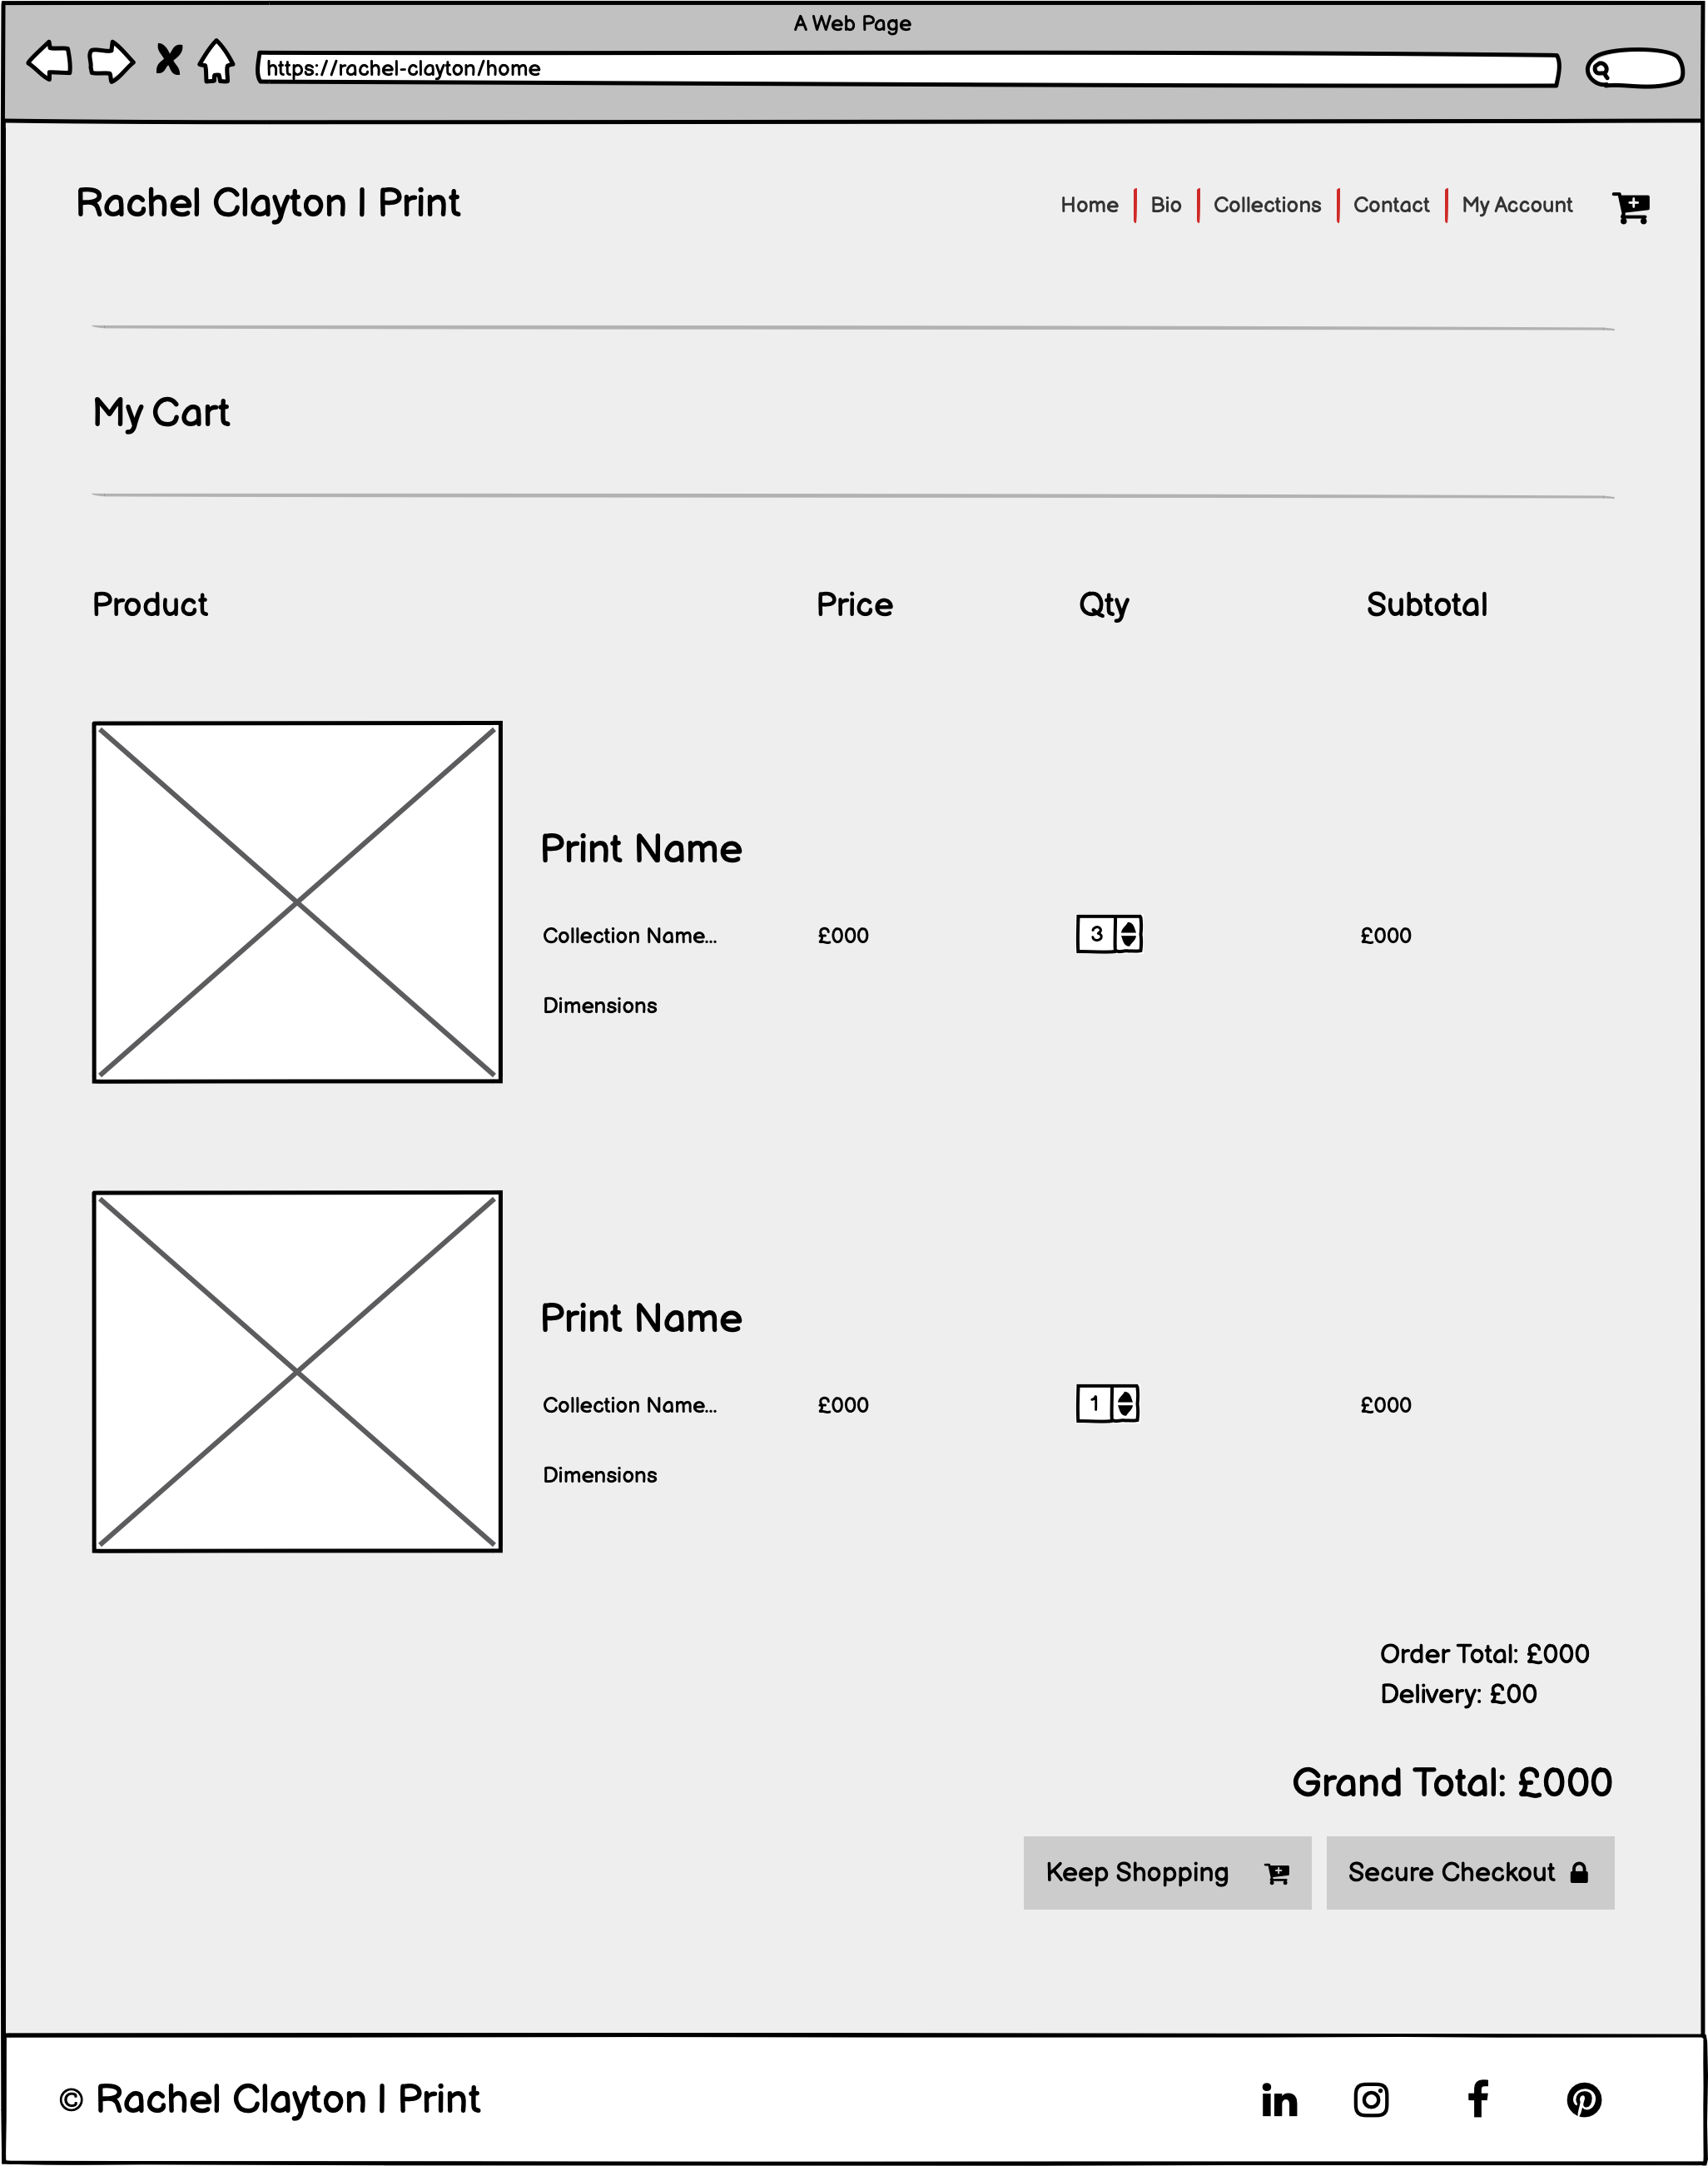 A Web Page
https://rachel-clayton/home
Rachel Clayton | Print
Home | Bio | Collections | Contact | My Account
My Cart
Product Price Qty Subtotal
Print Name
Collection Name... £000 3 £000
Dimensions
Print Name
Collection Name... £000 1 £000
Dimensions
Order Total: £000
Delivery: £00
Grand Total: £000
Keep Shopping Secure Checkout
© Rachel Clayton | Print